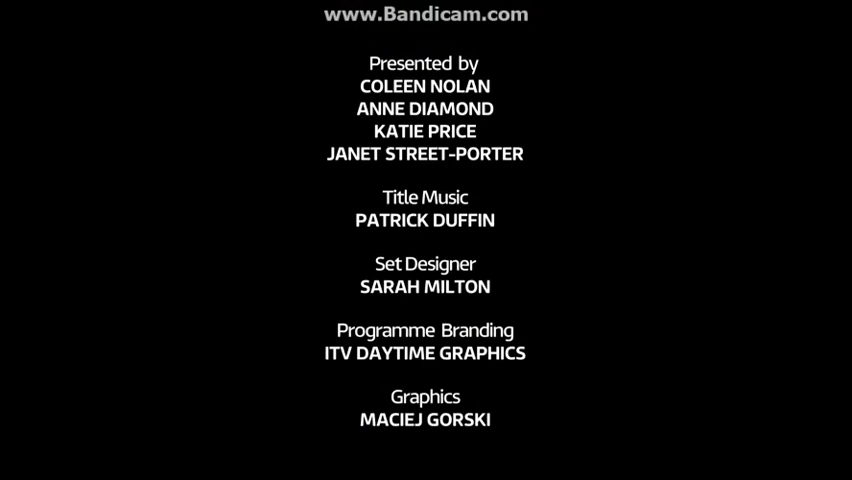 www.Bandicam.com
Presented by
COLEEN NOLAN
ANNE DIAMOND
KATIE PRICE
JANET STREET-PORTER
Title Music
PATRICK DUFFIN
Set Designer
SARAH MILTON
Programme Branding
ITV DAYTIME GRAPHICS
Graphics
MACIEJ GORSKI